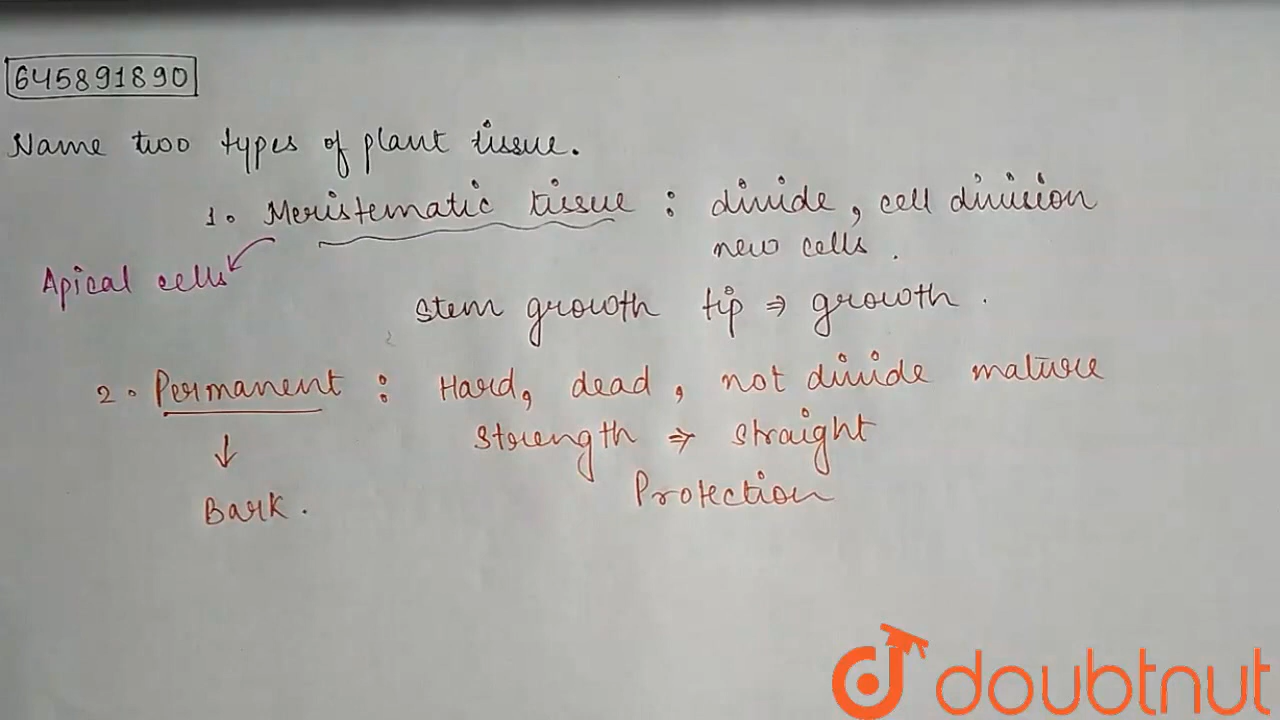 645891890
Name two types of plant tissue.
1. Meristematic tissue : divide, cell division
new cells.
Apical cells
stem growth tip ⇒ growth.
2. Permanent : Hard, dead, not divide mature
strength ⇒ straight
↓
Protection
Bark.
doubtnut